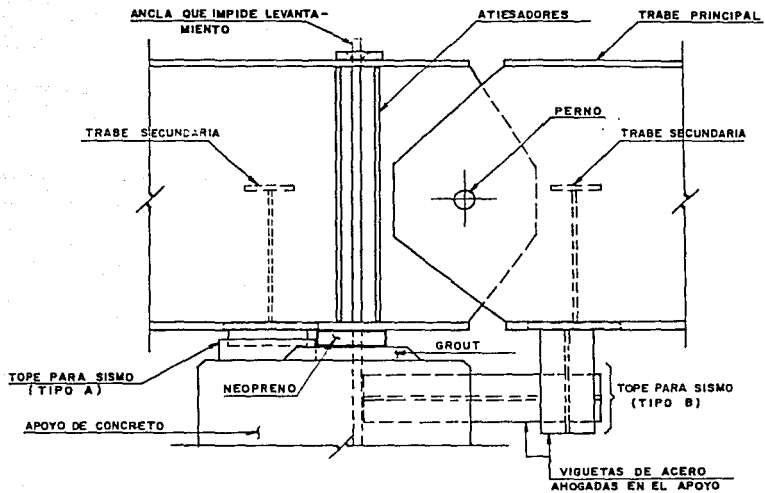 ANCLA QUE IMPIDE LEVANTA-
MIENTO
ATIESADORES
TRABE PRINCIPAL
TRABE SECUNDARIA
PERNO
TRABE SECUNDARIA
GROUT
TOPE PARA SISMO
(TIPO A)
NEOPRENO
TOPE PARA SISMO
(TIPO B)
APOYO DE CONCRETO
VIGUETAS DE ACERO
AHOGADAS EN EL APOYO